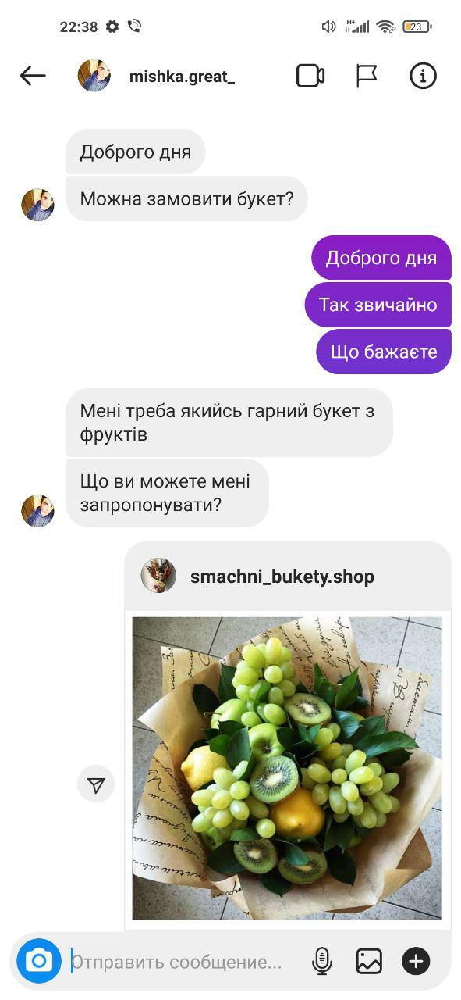 22:38
H+
23
mishka.great_
Доброго дня
Можна замовити букет?
Доброго дня
Так звичайно
Що бажаєте
Мені треба якийсь гарний букет з
фруктів
Що ви можете мені
запропонувати?
smachni_bukety.shop
Отправить сообщение...